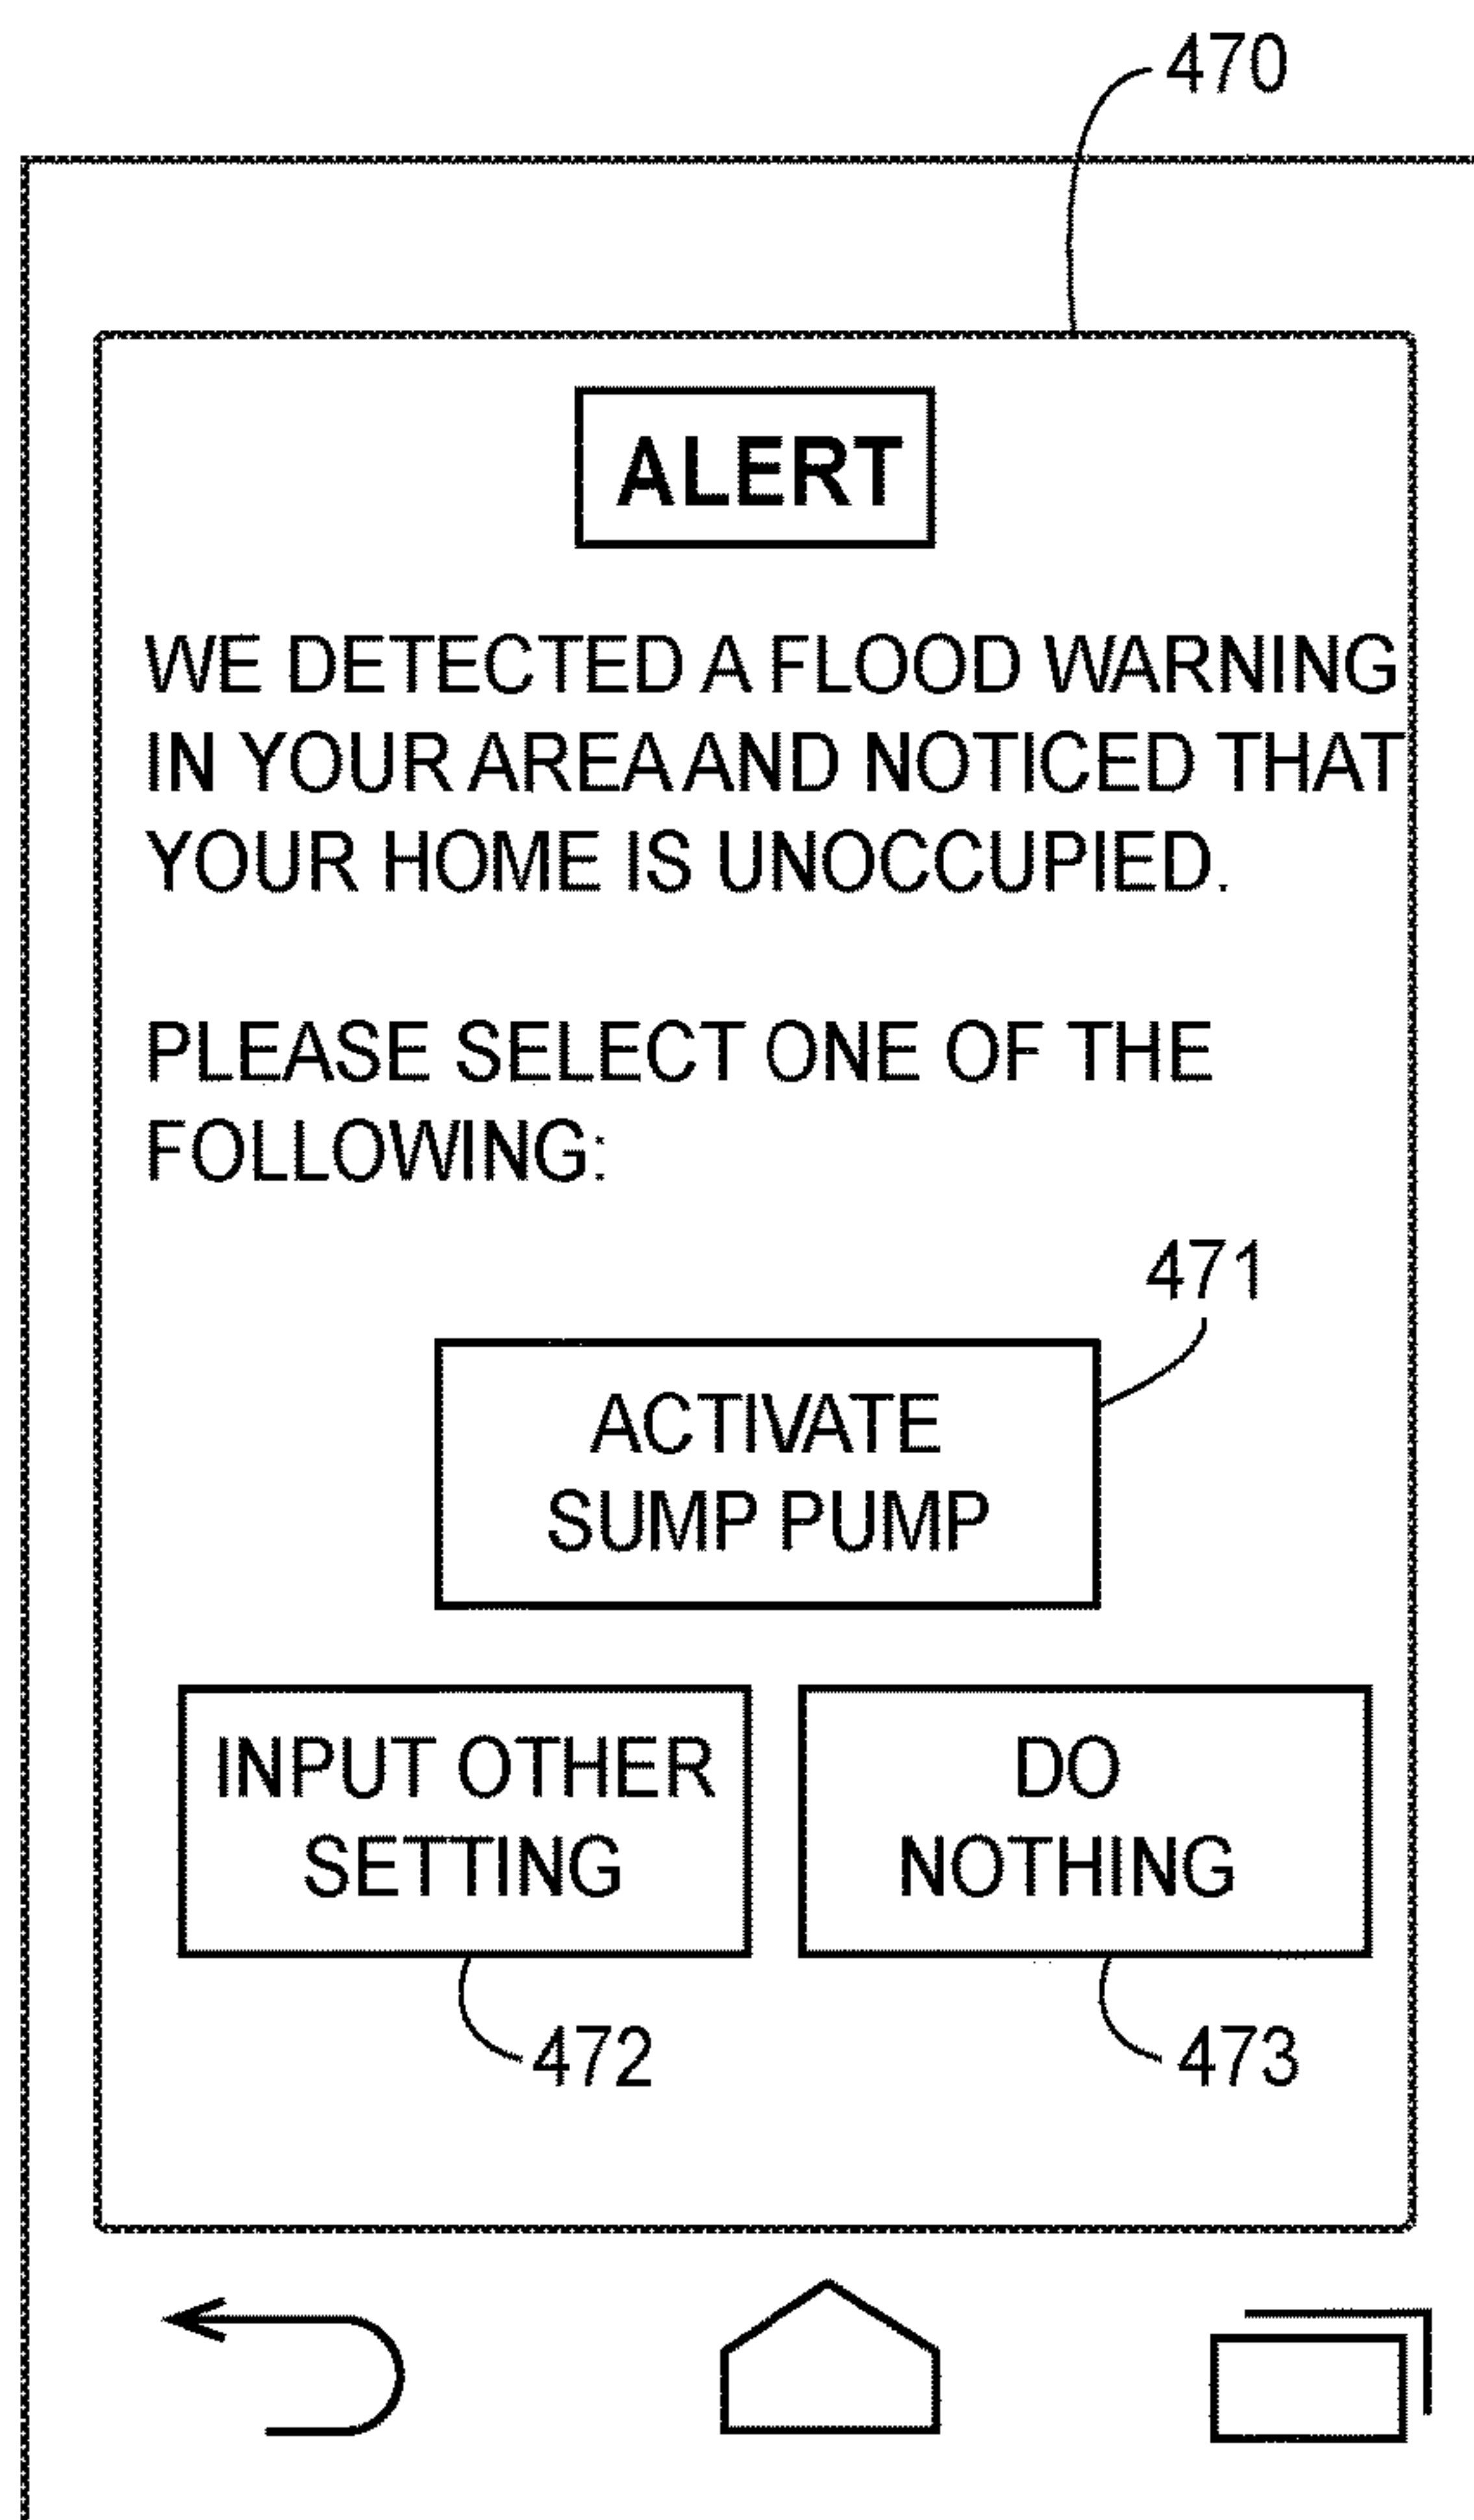 470
ALERT
WE DETECTED A FLOOD WARNING
IN YOUR AREA AND NOTICED THAT
YOUR HOME IS UNOCCUPIED.
PLEASE SELECT ONE OF THE
FOLLOWING:
471
ACTIVATE
SUMP PUMP
INPUT OTHER
SETTING
DO
NOTHING
472
473